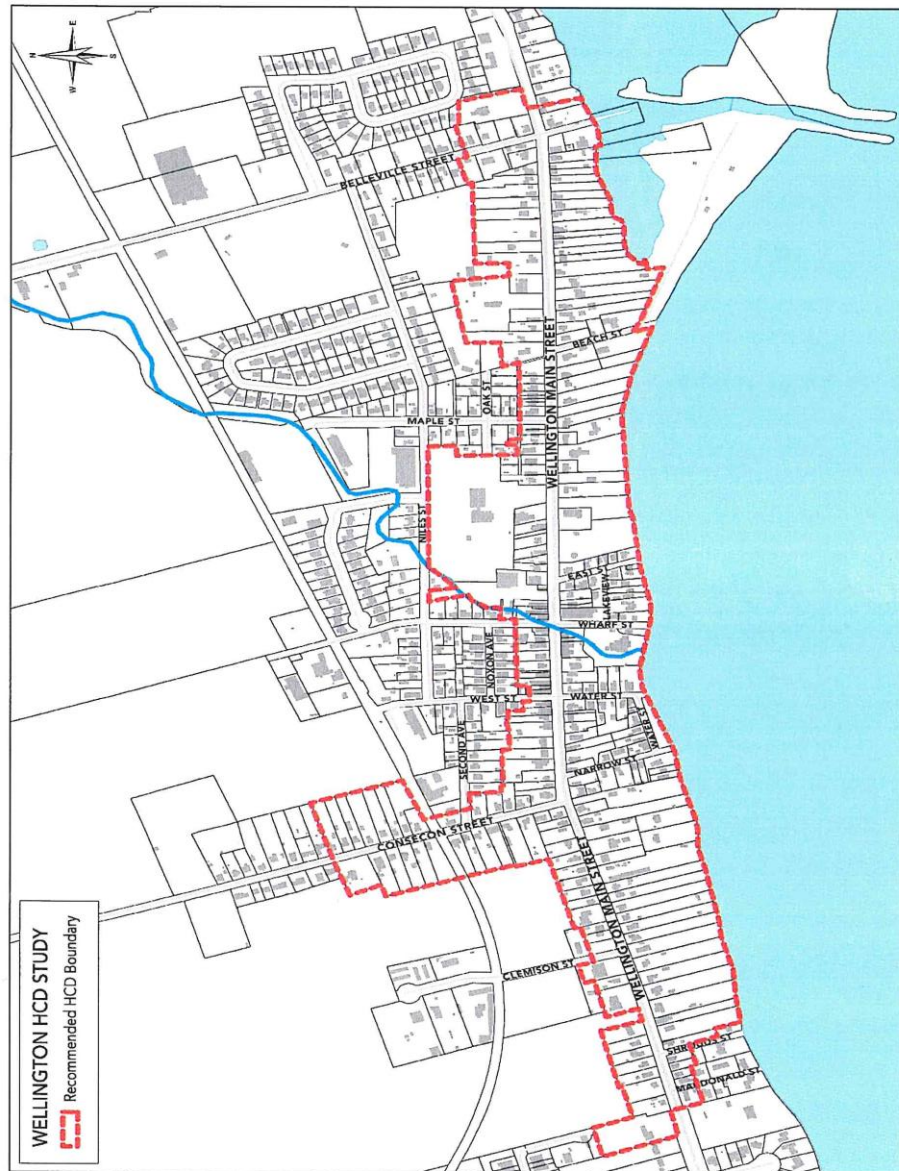 WELLINGTON HCD STUDY
Recommended HCD Boundary
N
E
S
W
BELLEVILLE STREET
BEACH ST
OAK ST
MAPLE ST
WELLINGTON MAIN STREET
NILES ST
EAST ST
LAKEVIEW
WHARF ST
NOXON AVE
WEST ST
WATER ST
WATER ST
SECOND AVE
NARROW ST
CONSECON STREET
WELLINGTON MAIN STREET
CLEMISON ST
MACDONALD ST